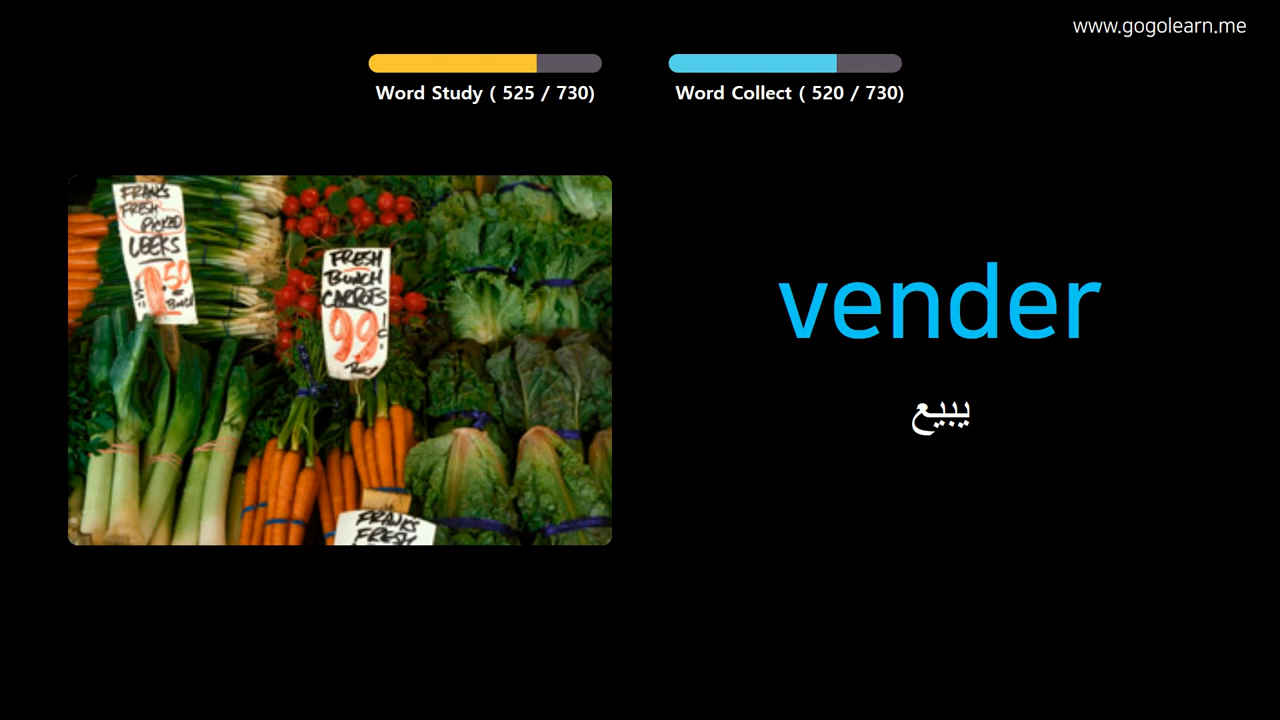 www.gogolearn.me
Word Study ( 525 / 730)
Word Collect ( 520 / 730)
FRANK'S
FRESH
PICKED
LEEKS
FRESH
BUNCH
CARROTS
99
FRANK'S
FRESH
vender
يبيع